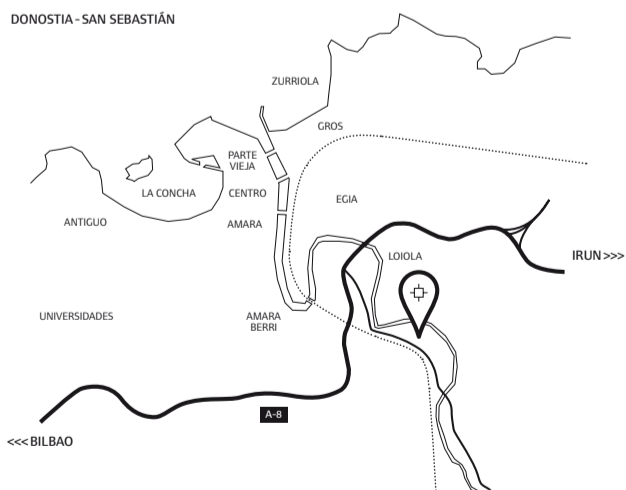 DONOSTIA - SAN SEBASTIÁN
ZURRIOLA
GROS
PARTE
VIEJA
LA CONCHA
CENTRO
EGIA
ANTIGUO
AMARA
LOIOLA
IRUN >>>
UNIVERSIDADES
AMARA
BERRI
A-8
<<< BILBAO